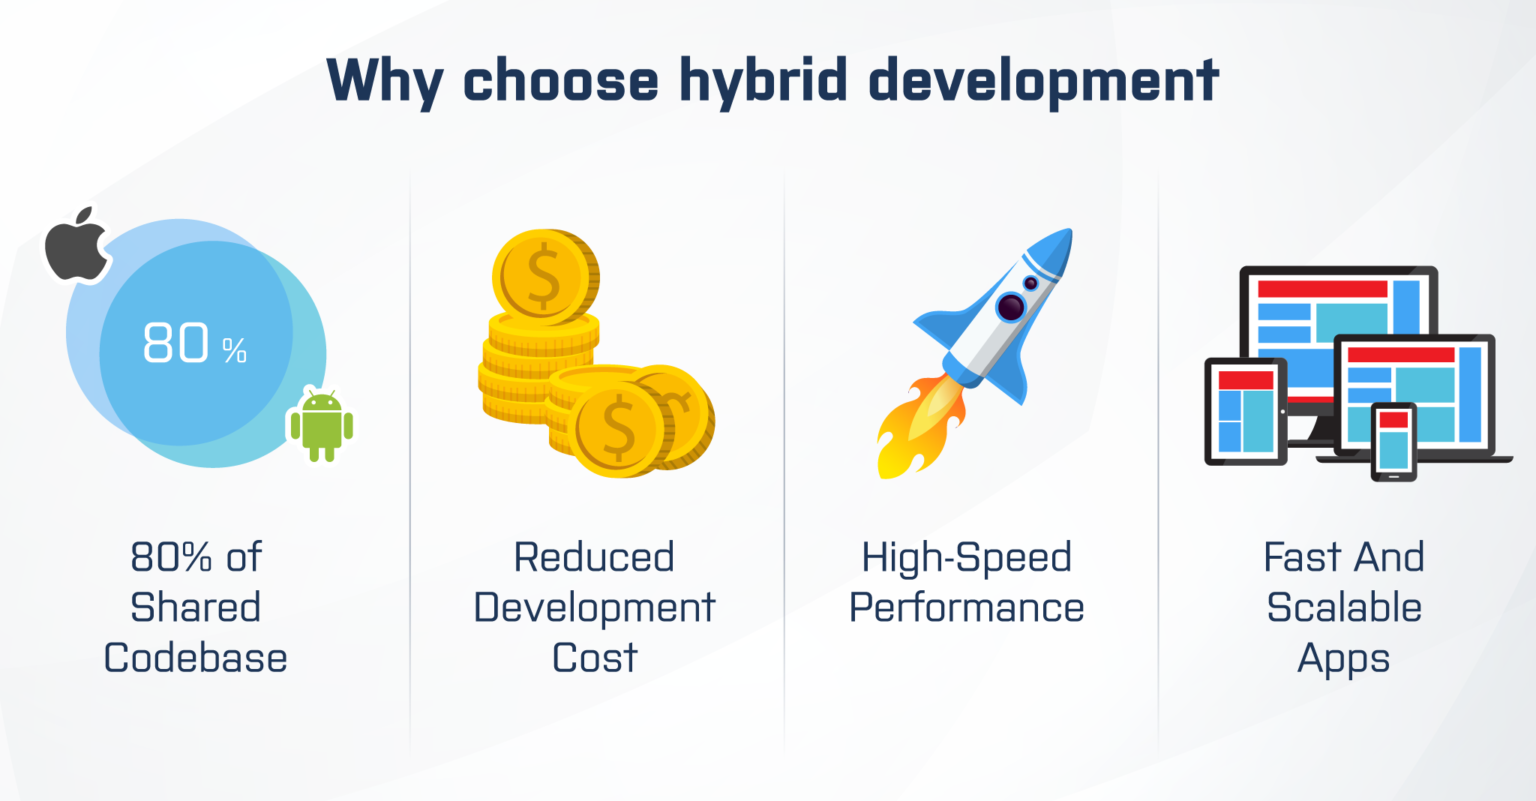 Why choose hybrid development
80 %
80% of
Shared
Codebase
$
$
Reduced
Development
Cost
High-Speed
Performance
Fast And
Scalable
Apps